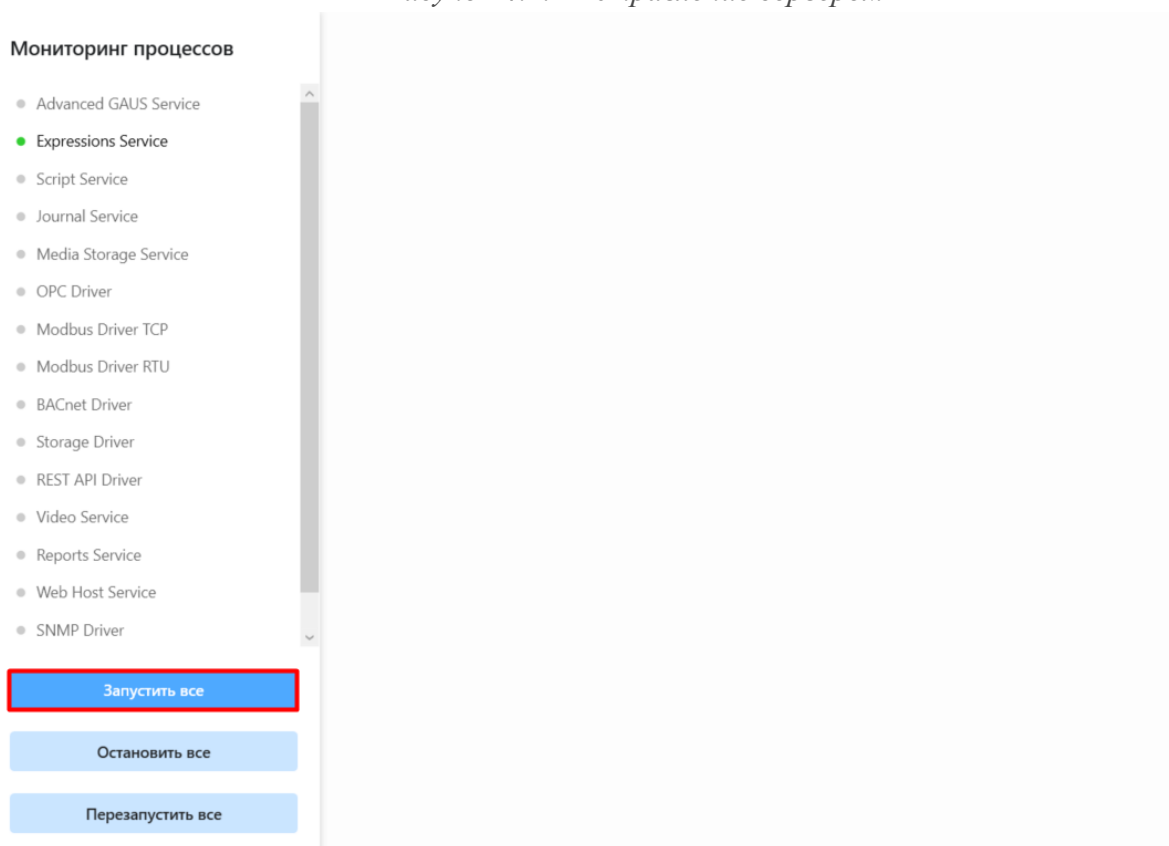 Мониторинг процессов
Advanced GAUS Service
Expressions Service
Script Service
Journal Service
Media Storage Service
OPC Driver
Modbus Driver TCP
Modbus Driver RTU
BACnet Driver
Storage Driver
REST API Driver
Video Service
Reports Service
Web Host Service
SNMP Driver
Запустить все
Остановить все
Перезапустить все